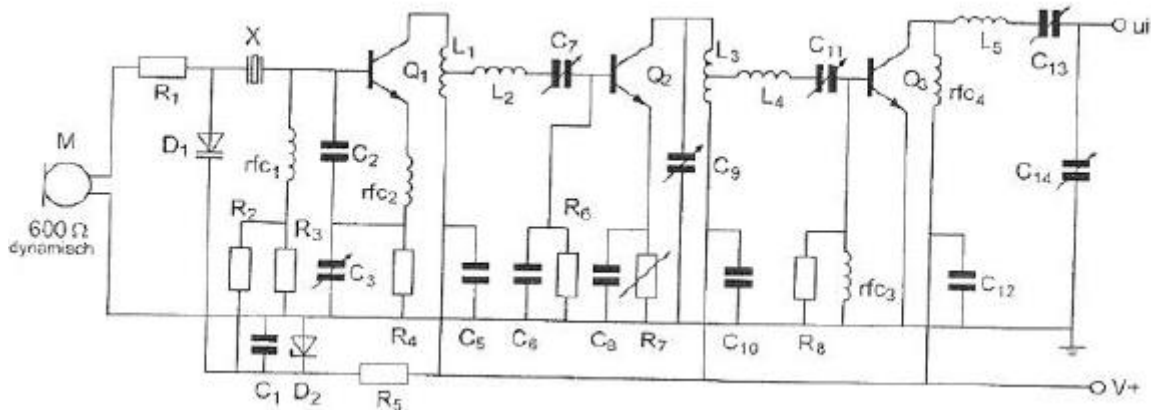 X
R1
D1
M
600 Ω
dynamisch
rfc1
R2
R3
C2
C3
rfc2
Q1
R4
C1
D2
R5
L1
L2
C7
C5
C6
R6
Q2
C8
R7
C9
L3
L4
C11
C10
R8
rfc3
Q3
rfc4
L5
C13
C14
C12
ui
V+